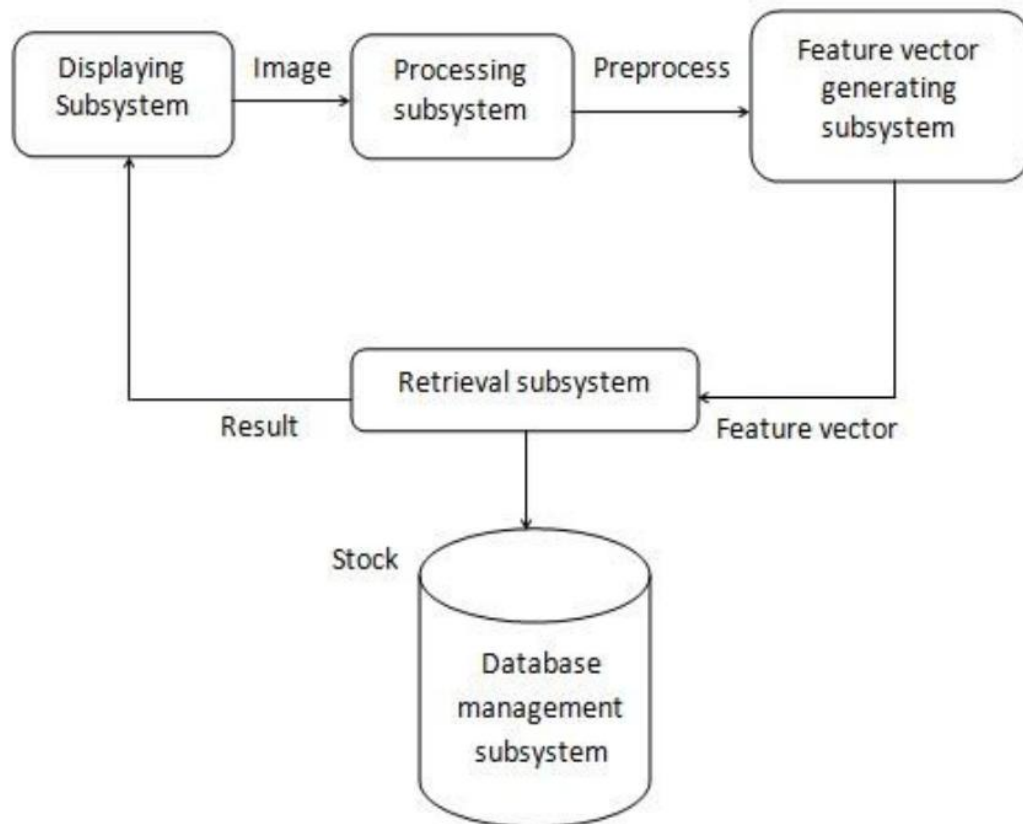 Displaying
Subsystem
Image
Processing
subsystem
Preprocess
Feature vector
generating
subsystem
Retrieval subsystem
Result
Feature vector
Stock
Database
management
subsystem